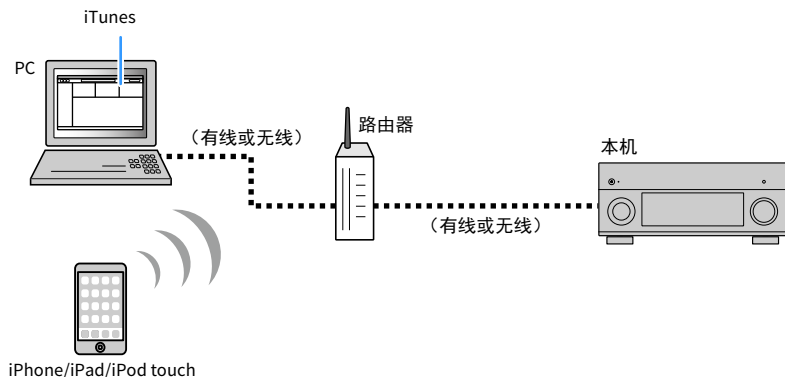 iTunes
PC
（有线或无线）
路由器
本机
（有线或无线）
iPhone/iPad/iPod touch